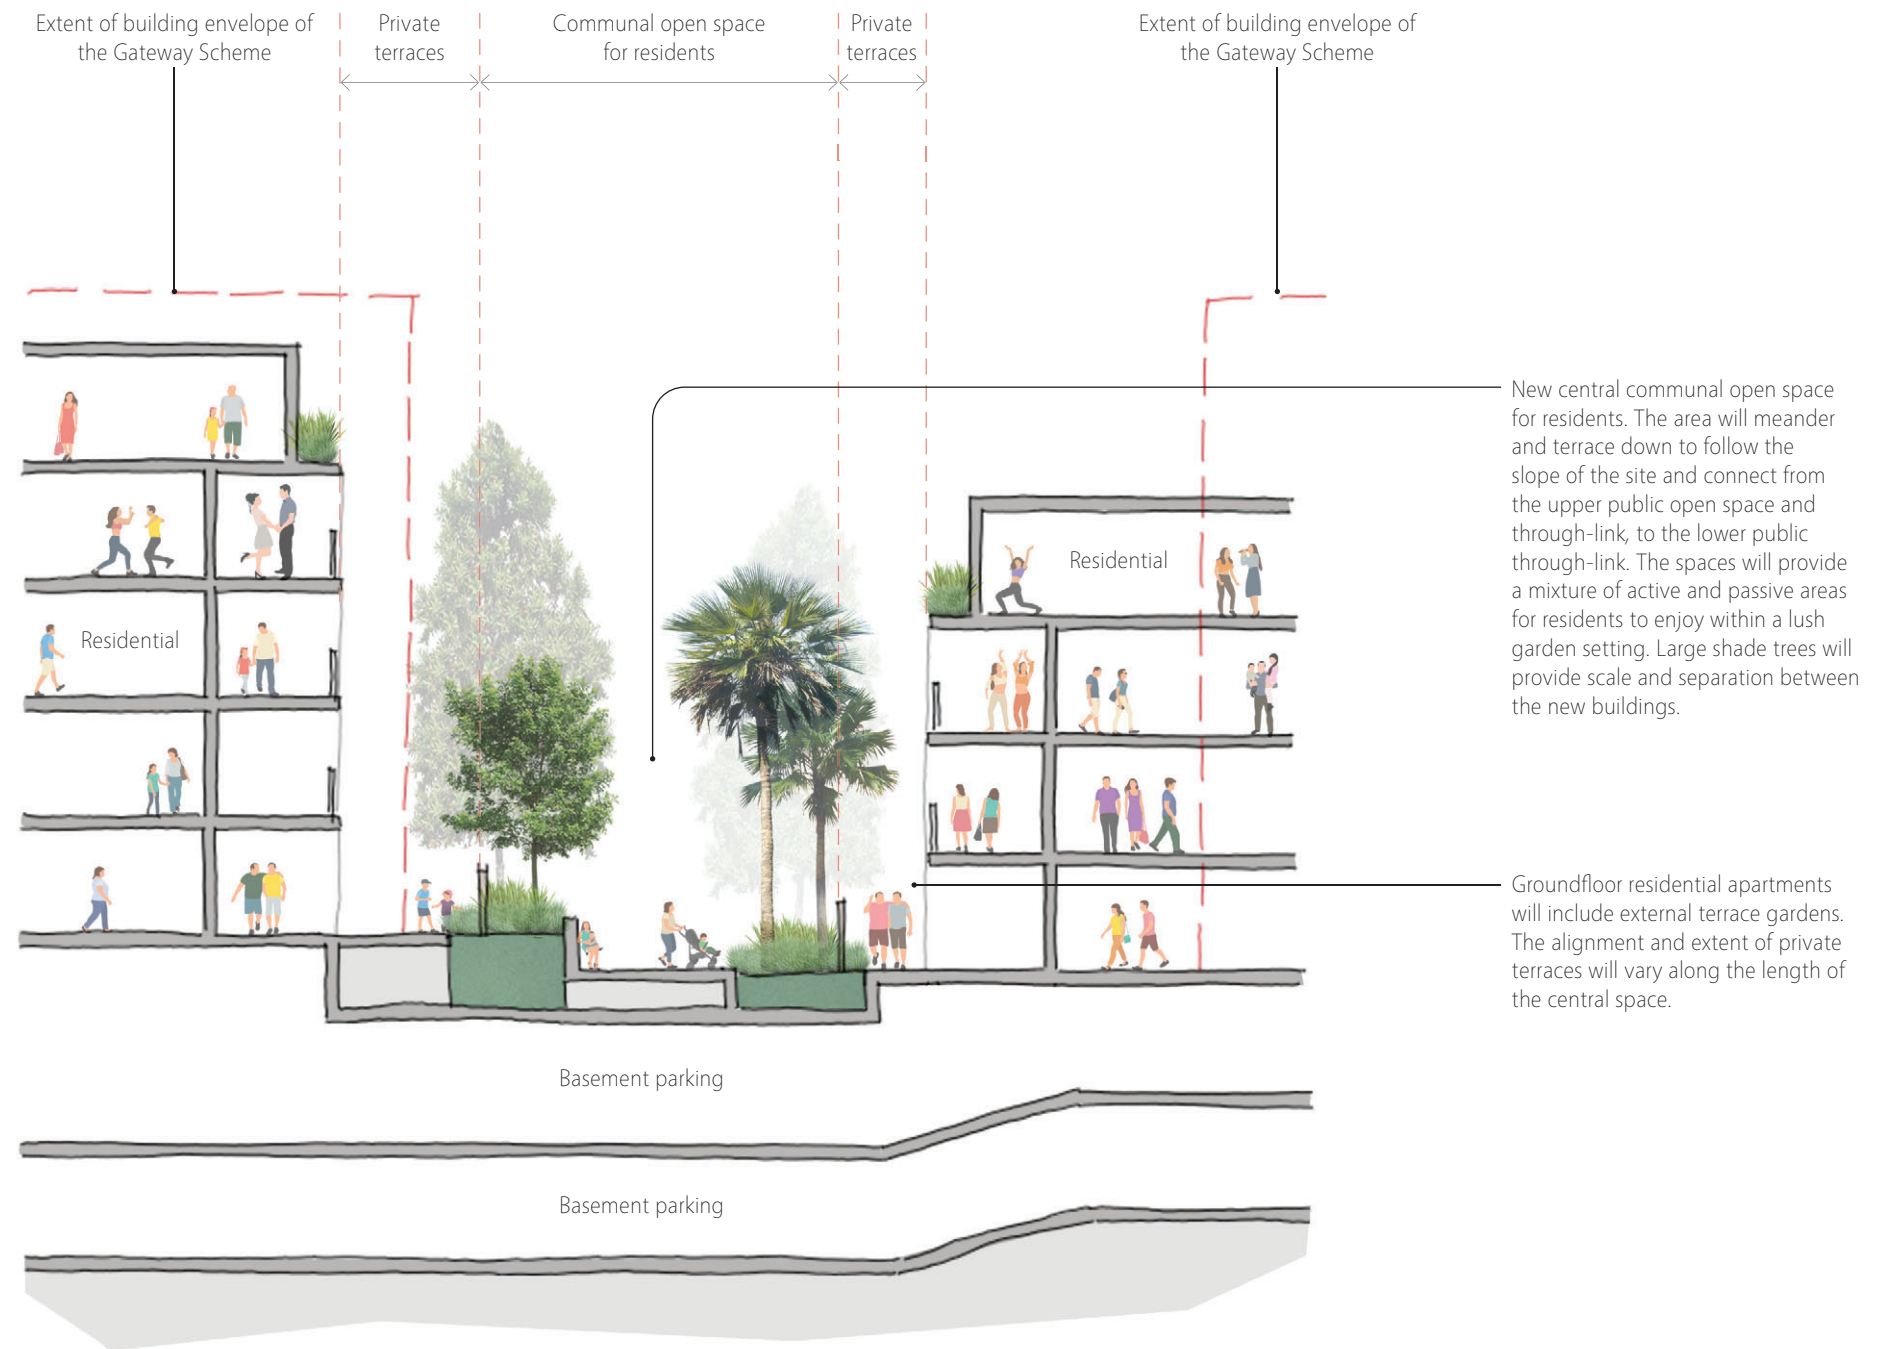 Extent of building envelope of
the Gateway Scheme
Private
terraces
Communal open space
for residents
Private
terraces
Extent of building envelope of
the Gateway Scheme
New central communal open space
for residents. The area will meander
and terrace down to follow the
slope of the site and connect from
the upper public open space and
through-link, to the lower public
through-link. The spaces will provide
a mixture of active and passive areas
for residents to enjoy within a lush
garden setting. Large shade trees will
provide scale and separation between
the new buildings.
Residential
Residential
Groundfloor residential apartments
will include external terrace gardens.
The alignment and extent of private
terraces will vary along the length of
the central space.
Basement parking
Basement parking